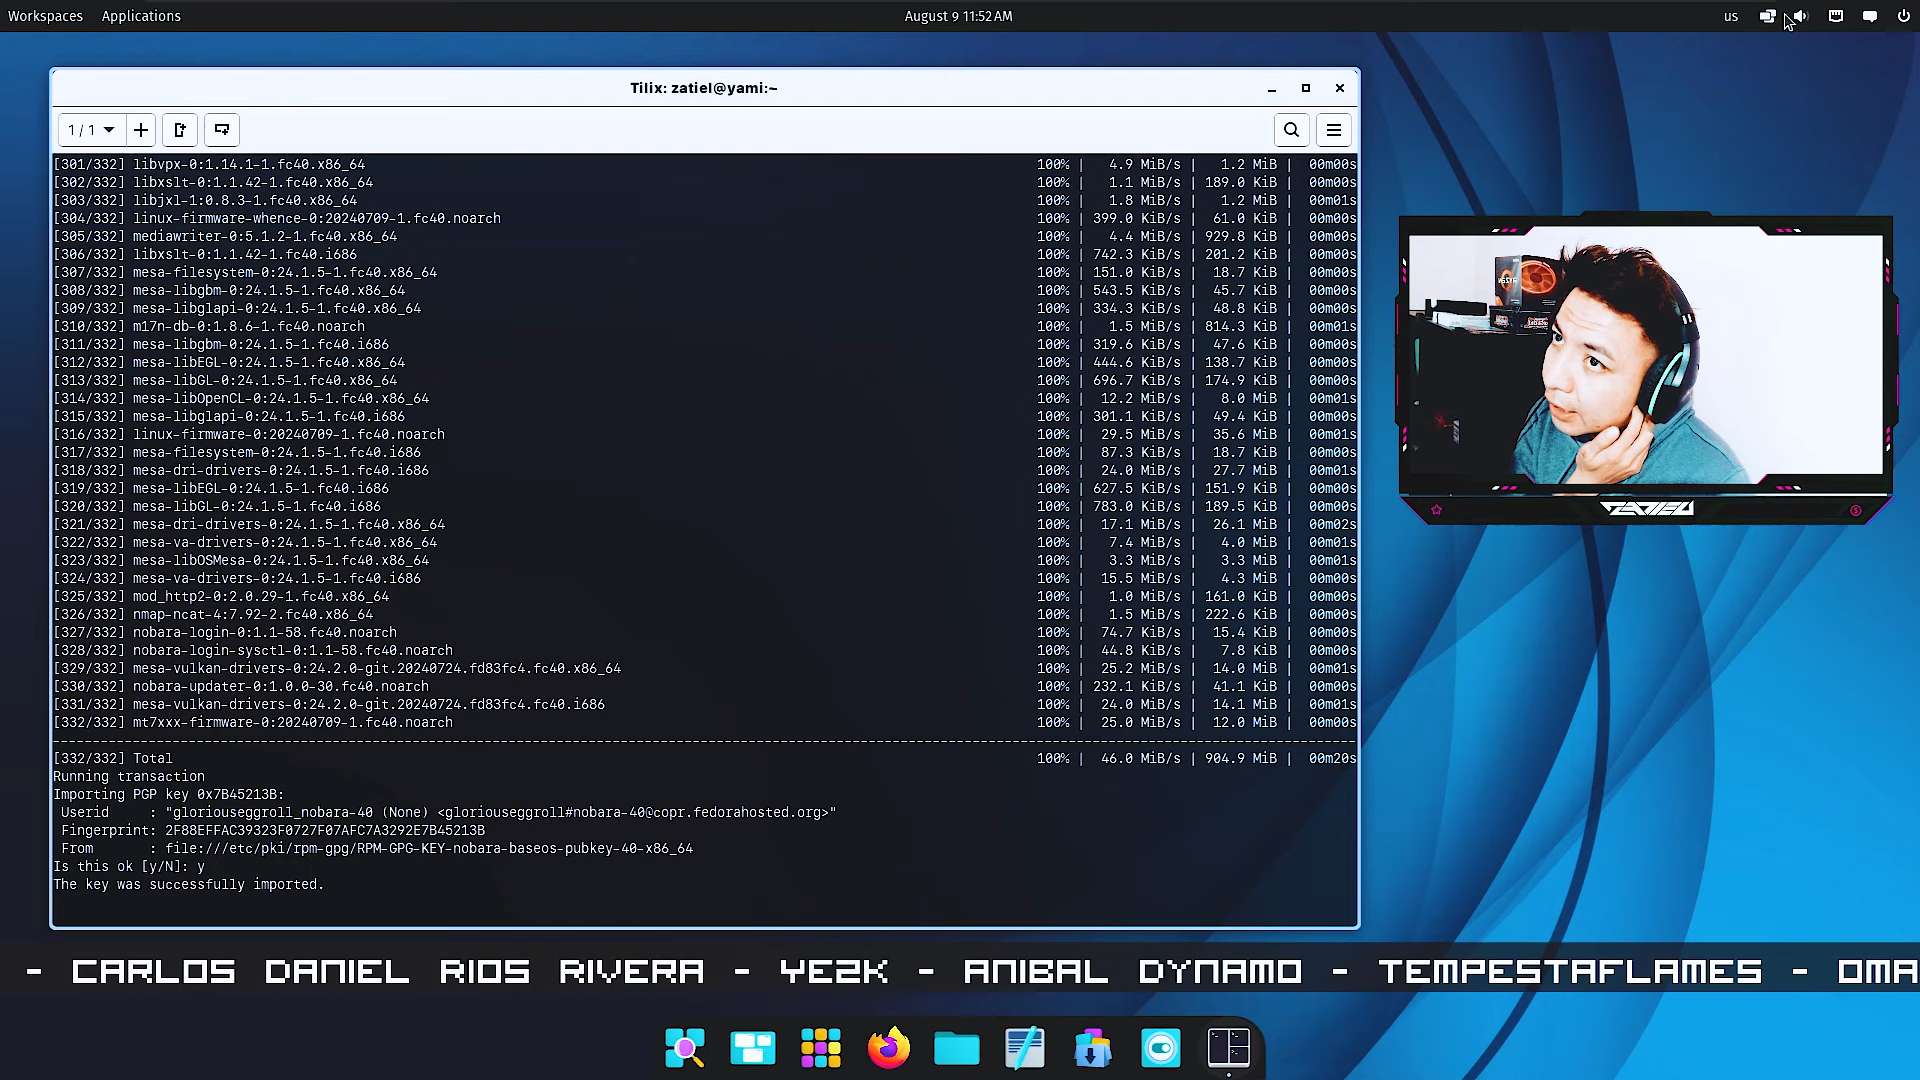 Workspaces Applications August 9 11:52 AM us
Tilix: zatiel@yami:~
1 / 1
[301/332] libvpx-0:1.14.1-1.fc40.x86_64 100% | 4.9 MiB/s | 1.2 MiB | 00m00s
[302/332] libxslt-0:1.1.42-1.fc40.x86_64 100% | 1.1 MiB/s | 189.0 KiB | 00m00s
[303/332] libjxl-1:0.8.3-1.fc40.x86_64 100% | 1.8 MiB/s | 1.2 MiB | 00m01s
[304/332] linux-firmware-whence-0:20240709-1.fc40.noarch 100% | 399.0 KiB/s | 61.0 KiB | 00m00s
[305/332] mediawriter-0:5.1.2-1.fc40.x86_64 100% | 4.4 MiB/s | 929.8 KiB | 00m00s
[306/332] libxslt-0:1.1.42-1.fc40.i686 100% | 742.3 KiB/s | 201.2 KiB | 00m00s
[307/332] mesa-filesystem-0:24.1.5-1.fc40.x86_64 100% | 151.0 KiB/s | 18.7 KiB | 00m00s
[308/332] mesa-libgbm-0:24.1.5-1.fc40.x86_64 100% | 543.5 KiB/s | 45.7 KiB | 00m00s
[309/332] mesa-libglapi-0:24.1.5-1.fc40.x86_64 100% | 334.3 KiB/s | 48.8 KiB | 00m00s
[310/332] m17n-db-0:1.8.6-1.fc40.noarch 100% | 1.5 MiB/s | 814.3 KiB | 00m01s
[311/332] mesa-libgbm-0:24.1.5-1.fc40.i686 100% | 319.6 KiB/s | 47.6 KiB | 00m00s
[312/332] mesa-libEGL-0:24.1.5-1.fc40.x86_64 100% | 444.6 KiB/s | 138.7 KiB | 00m00s
[313/332] mesa-libGL-0:24.1.5-1.fc40.x86_64 100% | 696.7 KiB/s | 174.9 KiB | 00m00s
[314/332] mesa-libOpenCL-0:24.1.5-1.fc40.x86_64 100% | 12.2 MiB/s | 8.0 MiB | 00m01s
[315/332] mesa-libglapi-0:24.1.5-1.fc40.i686 100% | 301.1 KiB/s | 49.4 KiB | 00m00s
[316/332] linux-firmware-0:20240709-1.fc40.noarch 100% | 29.5 MiB/s | 35.6 MiB | 00m01s
[317/332] mesa-filesystem-0:24.1.5-1.fc40.i686 100% | 87.3 KiB/s | 18.7 KiB | 00m00s
[318/332] mesa-dri-drivers-0:24.1.5-1.fc40.i686 100% | 24.0 MiB/s | 27.7 MiB | 00m01s
[319/332] mesa-libEGL-0:24.1.5-1.fc40.i686 100% | 627.5 KiB/s | 151.9 KiB | 00m00s
[320/332] mesa-libGL-0:24.1.5-1.fc40.i686 100% | 783.0 KiB/s | 189.5 KiB | 00m00s
[321/332] mesa-dri-drivers-0:24.1.5-1.fc40.x86_64 100% | 17.1 MiB/s | 26.1 MiB | 00m02s
[322/332] mesa-va-drivers-0:24.1.5-1.fc40.x86_64 100% | 7.4 MiB/s | 4.0 MiB | 00m01s
[323/332] mesa-libOSMesa-0:24.1.5-1.fc40.x86_64 100% | 3.3 MiB/s | 3.3 MiB | 00m01s
[324/332] mesa-va-drivers-0:24.1.5-1.fc40.i686 100% | 15.5 MiB/s | 4.3 MiB | 00m00s
[325/332] mod_http2-0:2.0.29-1.fc40.x86_64 100% | 1.0 MiB/s | 161.0 KiB | 00m00s
[326/332] nmap-ncat-4:7.92-2.fc40.x86_64 100% | 1.5 MiB/s | 222.6 KiB | 00m00s
[327/332] nobara-login-0:1.1-58.fc40.noarch 100% | 74.7 KiB/s | 15.4 KiB | 00m00s
[328/332] nobara-login-sysctl-0:1.1-58.fc40.noarch 100% | 44.8 KiB/s | 7.8 KiB | 00m00s
[329/332] mesa-vulkan-drivers-0:24.2.0-git.20240724.fd83fc4.fc40.x86_64 100% | 25.2 MiB/s | 14.0 MiB | 00m01s
[330/332] nobara-updater-0:1.0.0-30.fc40.noarch 100% | 232.1 KiB/s | 41.1 KiB | 00m00s
[331/332] mesa-vulkan-drivers-0:24.2.0-git.20240724.fd83fc4.fc40.i686 100% | 24.0 MiB/s | 14.1 MiB | 00m01s
[332/332] mt7xxx-firmware-0:20240709-1.fc40.noarch 100% | 25.0 MiB/s | 12.0 MiB | 00m00s
[332/332] Total 100% | 46.0 MiB/s | 904.9 MiB | 00m20s
Running transaction
Importing PGP key 0x7B45213B:
Userid : "gloriouseggroll_nobara-40 (None) <gloriouseggroll#nobara-40@copr.fedorahosted.org>"
Fingerprint: 2F88EFFAC39323F0727F07AFC7A3292E7B45213B
From : file:///etc/pki/rpm-gpg/RPM-GPG-KEY-nobara-baseos-pubkey-40-x86_64
Is this ok [y/N]: y
The key was successfully imported.
ZATIEL
- CARLOS DANIEL RIOS RIVERA - YE2K - ANIBAL DYNAMO - TEMPESTAFLAMES - OMA